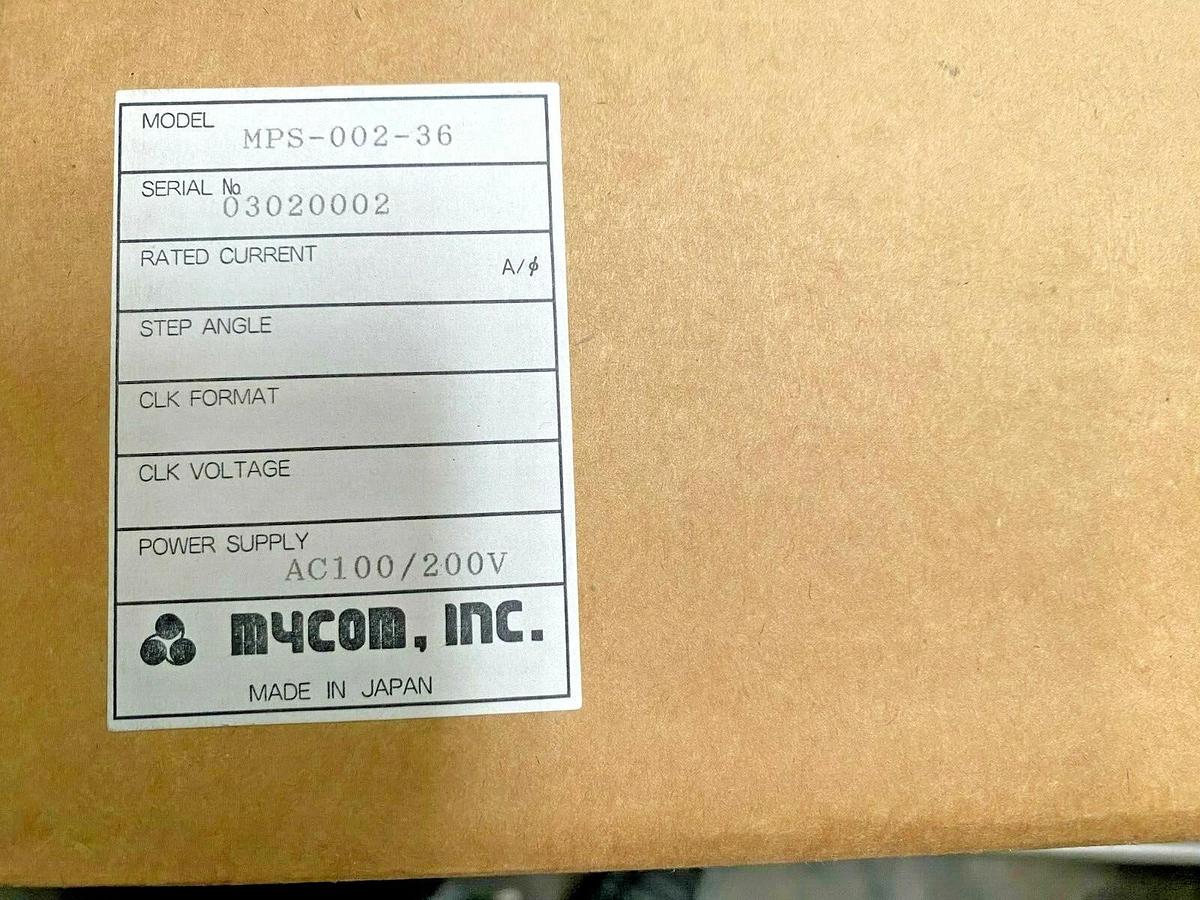 MODEL
MPS-002-36
SERIAL №
03020002
RATED CURRENT
A/ϕ
STEP ANGLE
CLK FORMAT
CLK VOLTAGE
POWER SUPPLY
AC100/200V
MYCOM, INC.
MADE IN JAPAN